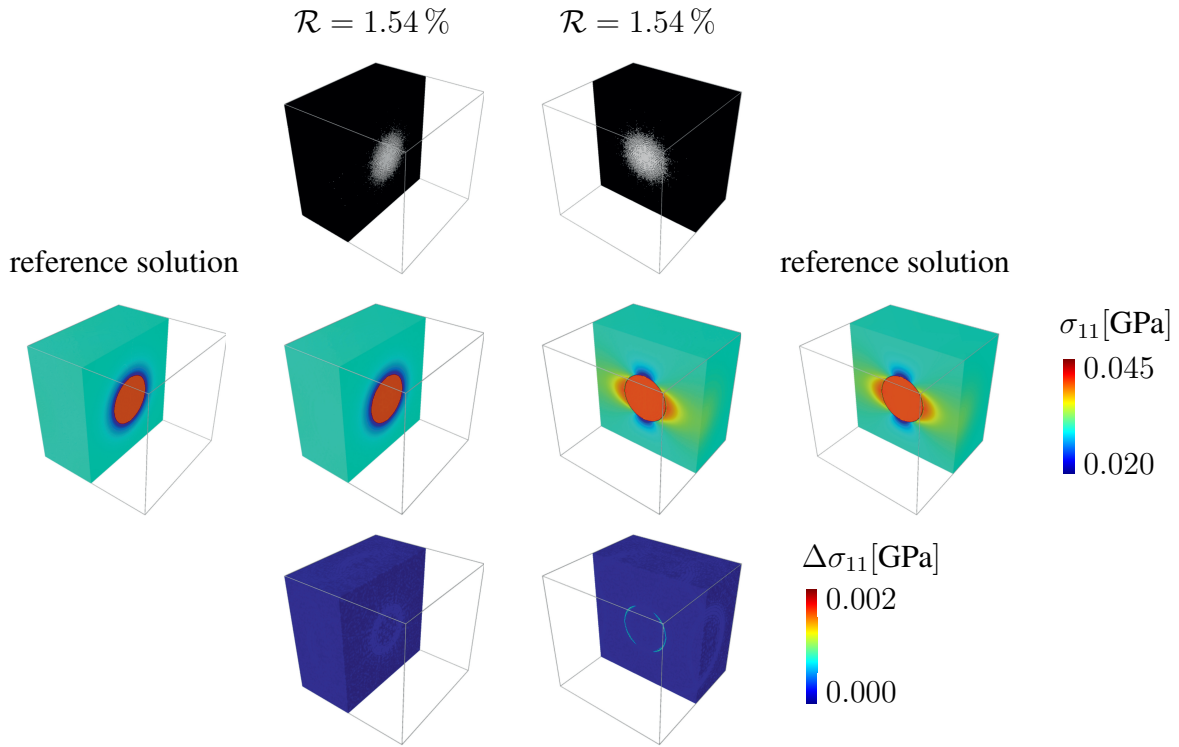 ℛ = 1.54 %
ℛ = 1.54 %
reference solution
reference solution
σ₁₁[GPa]
0.045
0.020
Δσ₁₁[GPa]
0.002
0.000